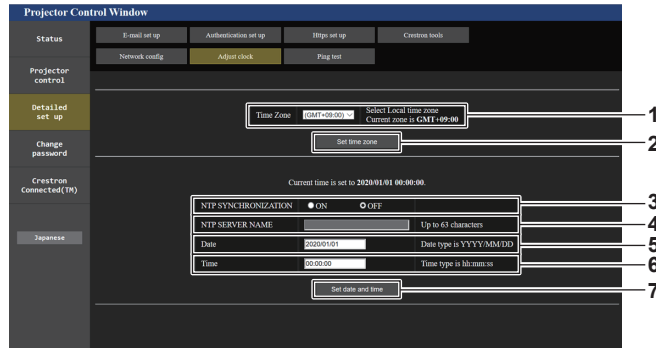 Projector Control Window
Status
E-mail set up
Authentication set up
Https set up
Crestron tools
Network config
Adjust clock
Ping test
Projector
control
Detailed
set up
Change
password
Crestron
Connected(TM)
Japanese
Time Zone
(GMT+09:00)
Select Local time zone
Current zone is GMT+09:00
1
Set time zone
2
Current time is set to 2020/01/01 00:00:00.
NTP SYNCHRONIZATION ON OFF
3
NTP SERVER NAME
Up to 63 characters
4
Date
2020/01/01
Date type is YYYY/MM/DD
5
Time
00:00:00
Time type is hh:mm:ss
6
Set date and time
7